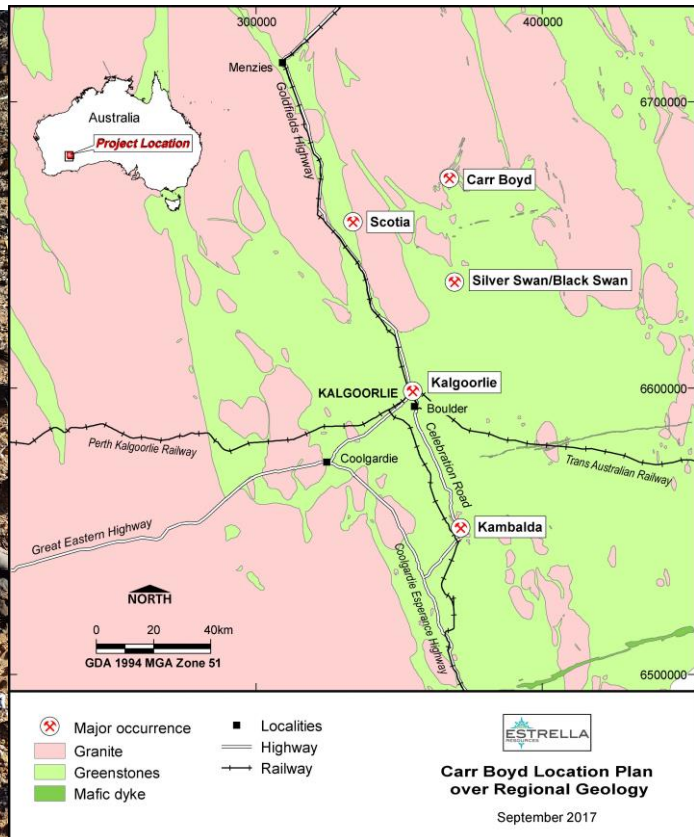 300000
400000
Menzies
Goldfields Highway
6700000
Australia
Project Location
Carr Boyd
Scotia
Silver Swan/Black Swan
KALGOORLIE
Kalgoorlie
6600000
Boulder
Perth Kalgoorlie Railway
Celebration Road
Coolgardie
Trans Australian Railway
Great Eastern Highway
Kambalda
Coolgardie Esperance Highway
NORTH
0 20 40km
GDA 1994 MGA Zone 51
6500000
Major occurrence
Granite
Greenstones
Mafic dyke
Localities
Highway
Railway
ESTRELLA
RESOURCES
Carr Boyd Location Plan
over Regional Geology
September 2017